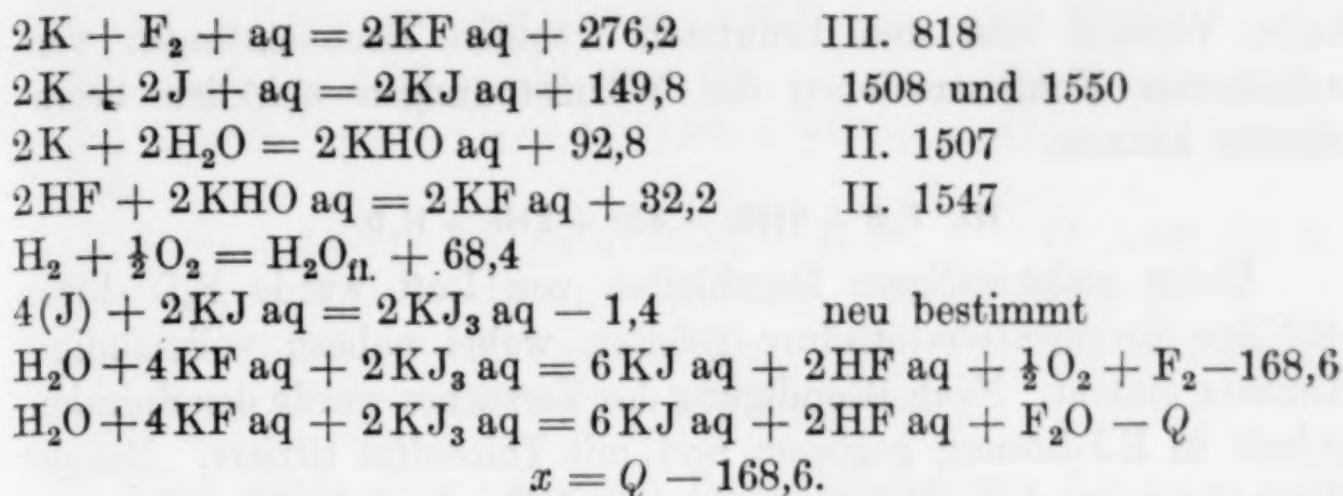 2K + F₂ + aq = 2KF aq + 276,2 III. 818
2K + 2J + aq = 2KJ aq + 149,8 1508 und 1550
2K + 2H₂O = 2KHO aq + 92,8 II. 1507
2HF + 2KHO aq = 2KF aq + 32,2 II. 1547
H₂ + ½O₂ = H₂O fl. + 68,4
4(J) + 2KJ aq = 2KJ₃ aq − 1,4 neu bestimmt
H₂O + 4KF aq + 2KJ₃ aq = 6KJ aq + 2HF aq + ½O₂ + F₂ − 168,6
H₂O + 4KF aq + 2KJ₃ aq = 6KJ aq + 2HF aq + F₂O − Q
x = Q − 168,6.